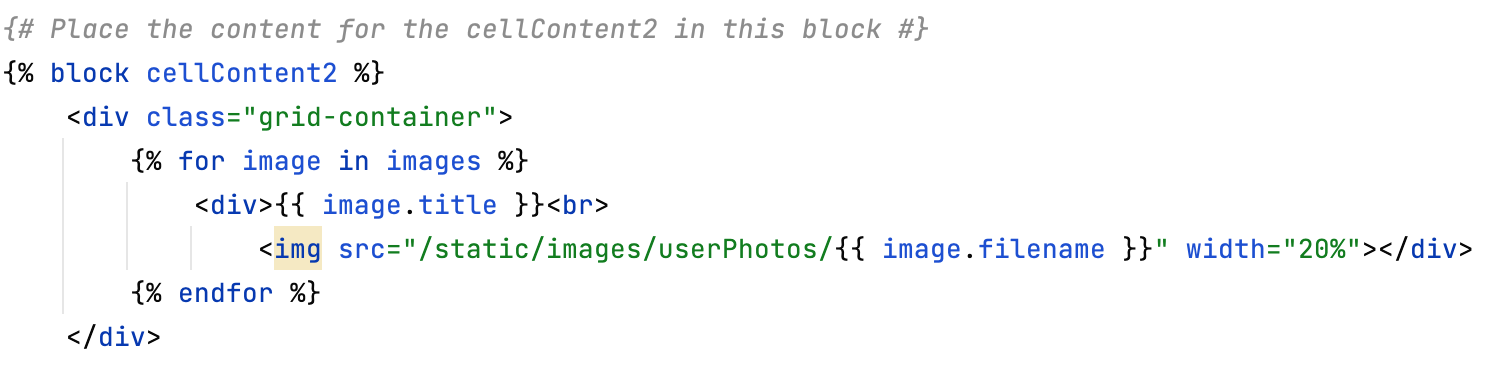 {# Place the content for the cellContent2 in this block #}
{% block cellContent2 %}
<div class="grid-container">
{% for image in images %}
<div>{{ image.title }}<br>
<img src="/static/images/userPhotos/{{ image.filename }}" width="20%"></div>
{% endfor %}
</div>